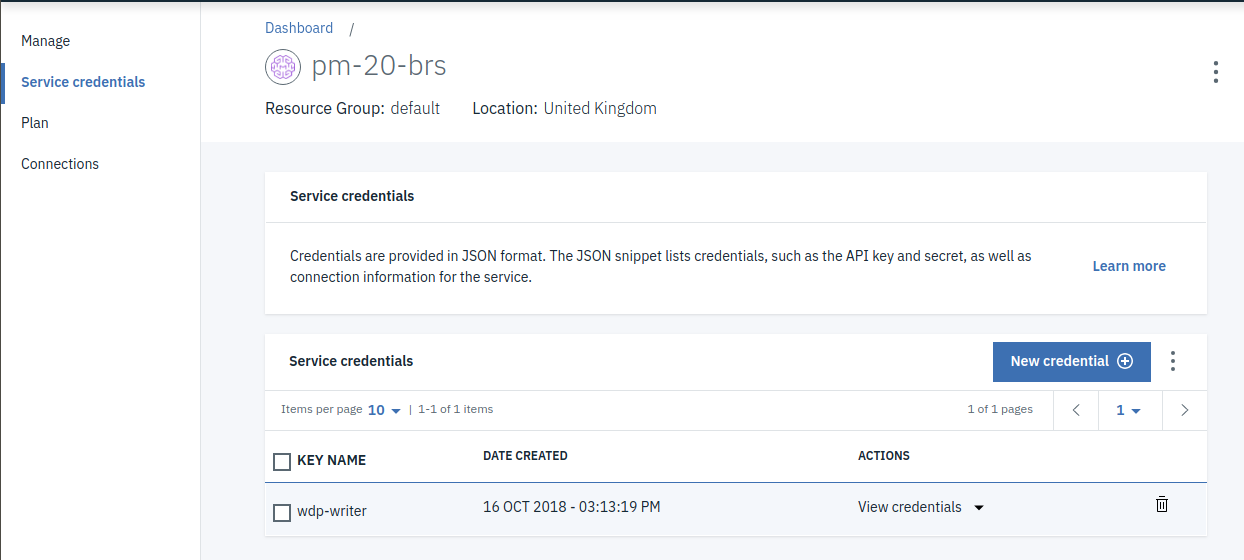 Manage
Service credentials
Plan
Connections
Dashboard /
pm-20-brs
Resource Group: default Location: United Kingdom
Service credentials
Credentials are provided in JSON format. The JSON snippet lists credentials, such as the API key and secret, as well as
connection information for the service.
Learn more
Service credentials
New credential
Items per page 10 | 1-1 of 1 items
1 of 1 pages
1
KEY NAME DATE CREATED ACTIONS
wdp-writer 16 OCT 2018 - 03:13:19 PM View credentials